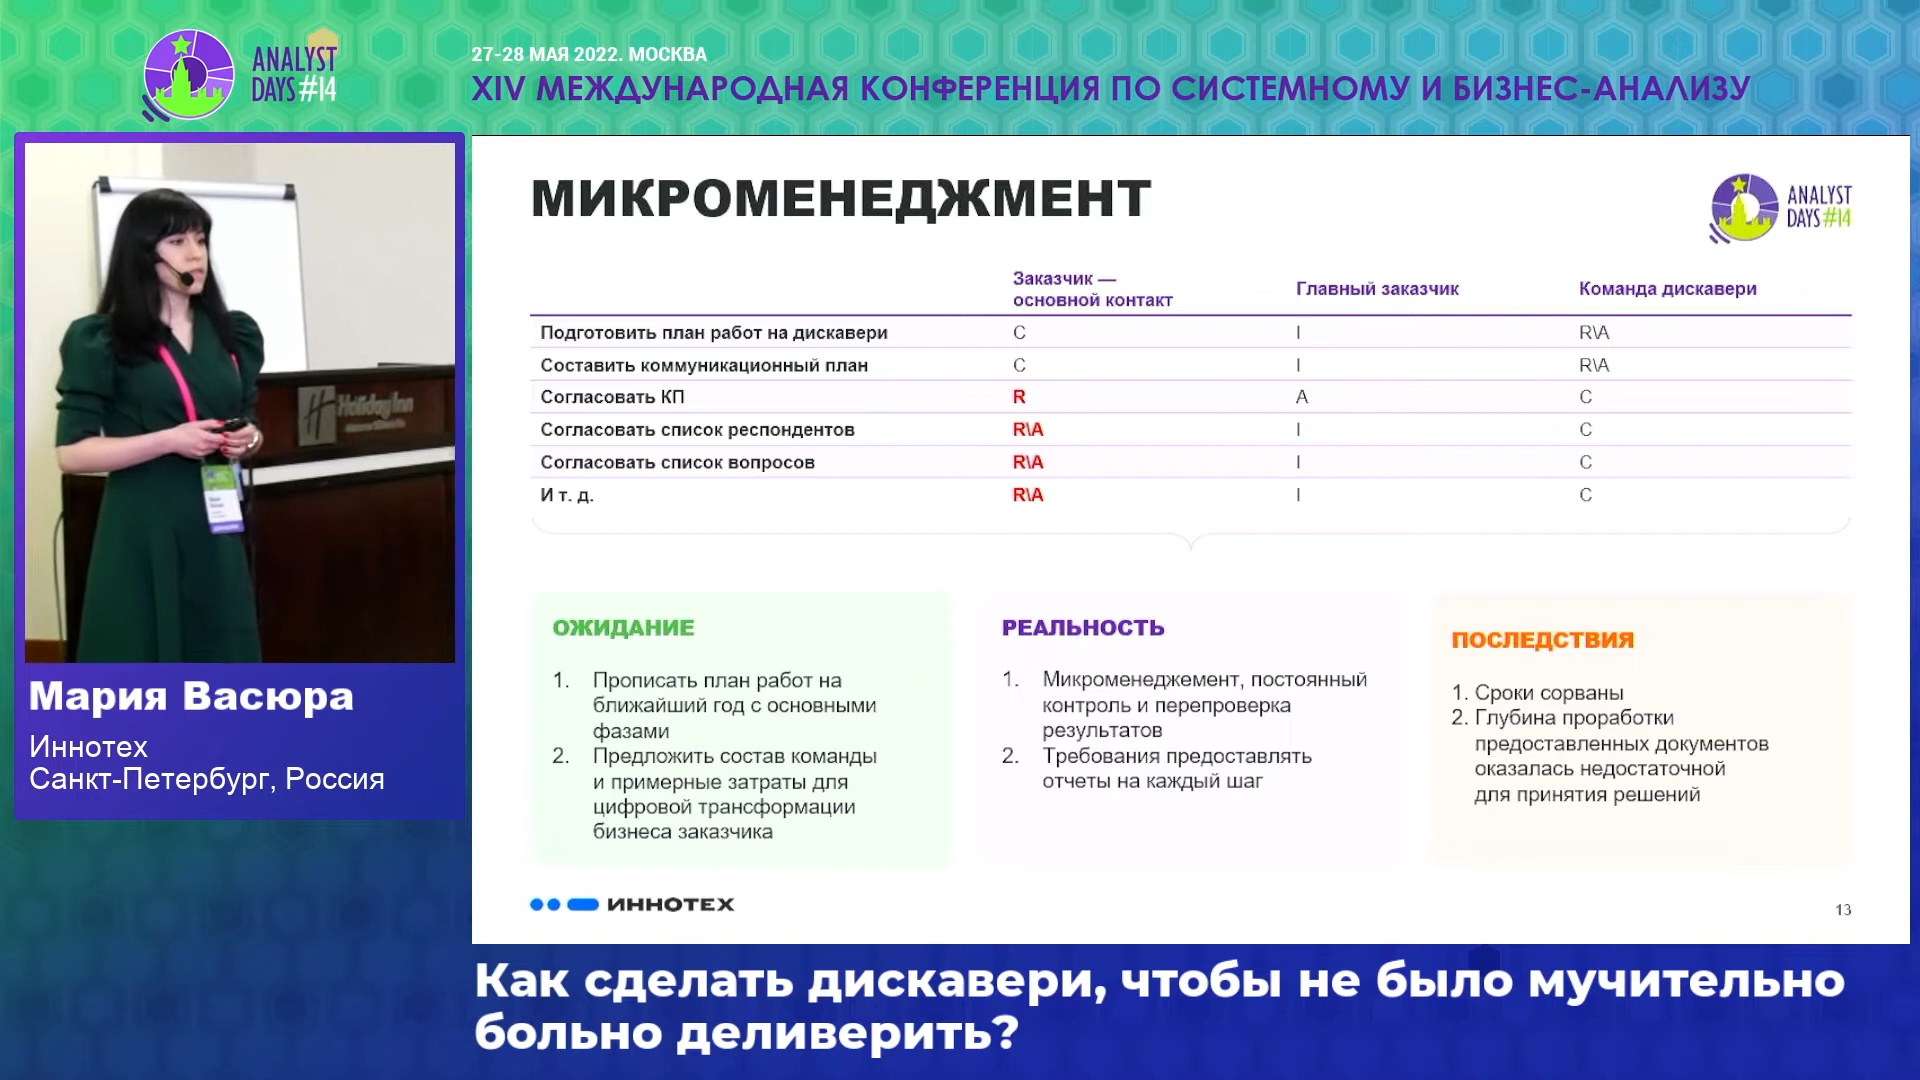 ANALYST
DAYS #14
27-28 МАЯ 2022. МОСКВА
XIV МЕЖДУНАРОДНАЯ КОНФЕРЕНЦИЯ ПО СИСТЕМНОМУ И БИЗНЕС-АНАЛИЗУ
Holiday Inn
Мария Васюра
Иннотех
Санкт-Петербург, Россия
МИКРОМЕНЕДЖМЕНТ
ANALYST
DAYS #14
Заказчик —
основной контакт
Главный заказчик
Команда дискавери
Подготовить план работ на дискавери C I R\A
Составить коммуникационный план C I R\A
Согласовать КП R A C
Согласовать список респондентов R\A I C
Согласовать список вопросов R\A I C
И т. д. R\A I C
ОЖИДАНИЕ
1. Прописать план работ на
ближайший год с основными
фазами
2. Предложить состав команды
и примерные затраты для
цифровой трансформации
бизнеса заказчика
РЕАЛЬНОСТЬ
1. Микроменеджемент, постоянный
контроль и перепроверка
результатов
2. Требования предоставлять
отчеты на каждый шаг
ПОСЛЕДСТВИЯ
1. Сроки сорваны
2. Глубина проработки
предоставленных документов
оказалась недостаточной
для принятия решений
ИННОТЕХ
13
Как сделать дискавери, чтобы не было мучительно
больно деливерить?